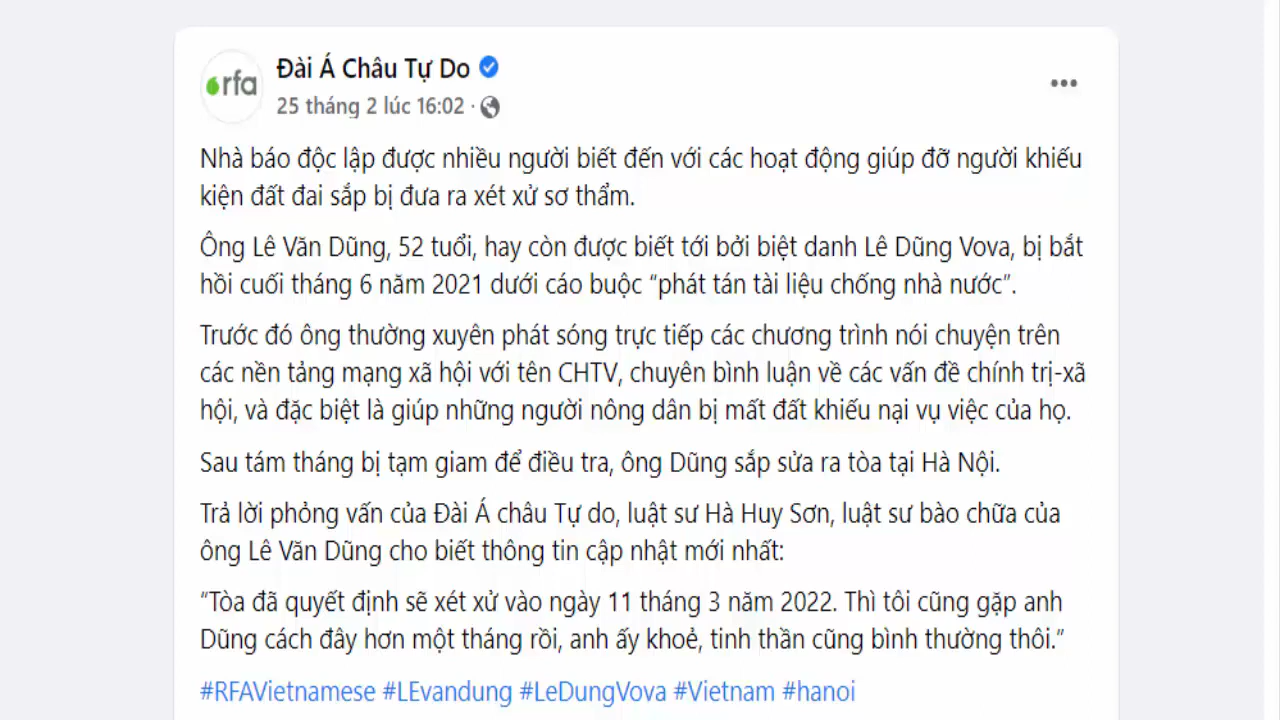 rfa
Đài Á Châu Tự Do
25 tháng 2 lúc 16:02 ·
Nhà báo độc lập được nhiều người biết đến với các hoạt động giúp đỡ người khiếu
kiện đất đai sắp bị đưa ra xét xử sơ thẩm.
Ông Lê Văn Dũng, 52 tuổi, hay còn được biết tới bởi biệt danh Lê Dũng Vova, bị bắt
hồi cuối tháng 6 năm 2021 dưới cáo buộc “phát tán tài liệu chống nhà nước”.
Trước đó ông thường xuyên phát sóng trực tiếp các chương trình nói chuyện trên
các nền tảng mạng xã hội với tên CHTV, chuyên bình luận về các vấn đề chính trị-xã
hội, và đặc biệt là giúp những người nông dân bị mất đất khiếu nại vụ việc của họ.
Sau tám tháng bị tạm giam để điều tra, ông Dũng sắp sửa ra tòa tại Hà Nội.
Trả lời phỏng vấn của Đài Á châu Tự do, luật sư Hà Huy Sơn, luật sư bào chữa của
ông Lê Văn Dũng cho biết thông tin cập nhật mới nhất:
“Tòa đã quyết định sẽ xét xử vào ngày 11 tháng 3 năm 2022. Thì tôi cũng gặp anh
Dũng cách đây hơn một tháng rồi, anh ấy khoẻ, tinh thần cũng bình thường thôi.”
#RFAVietnamese #LEvandung #LeDungVova #Vietnam #hanoi